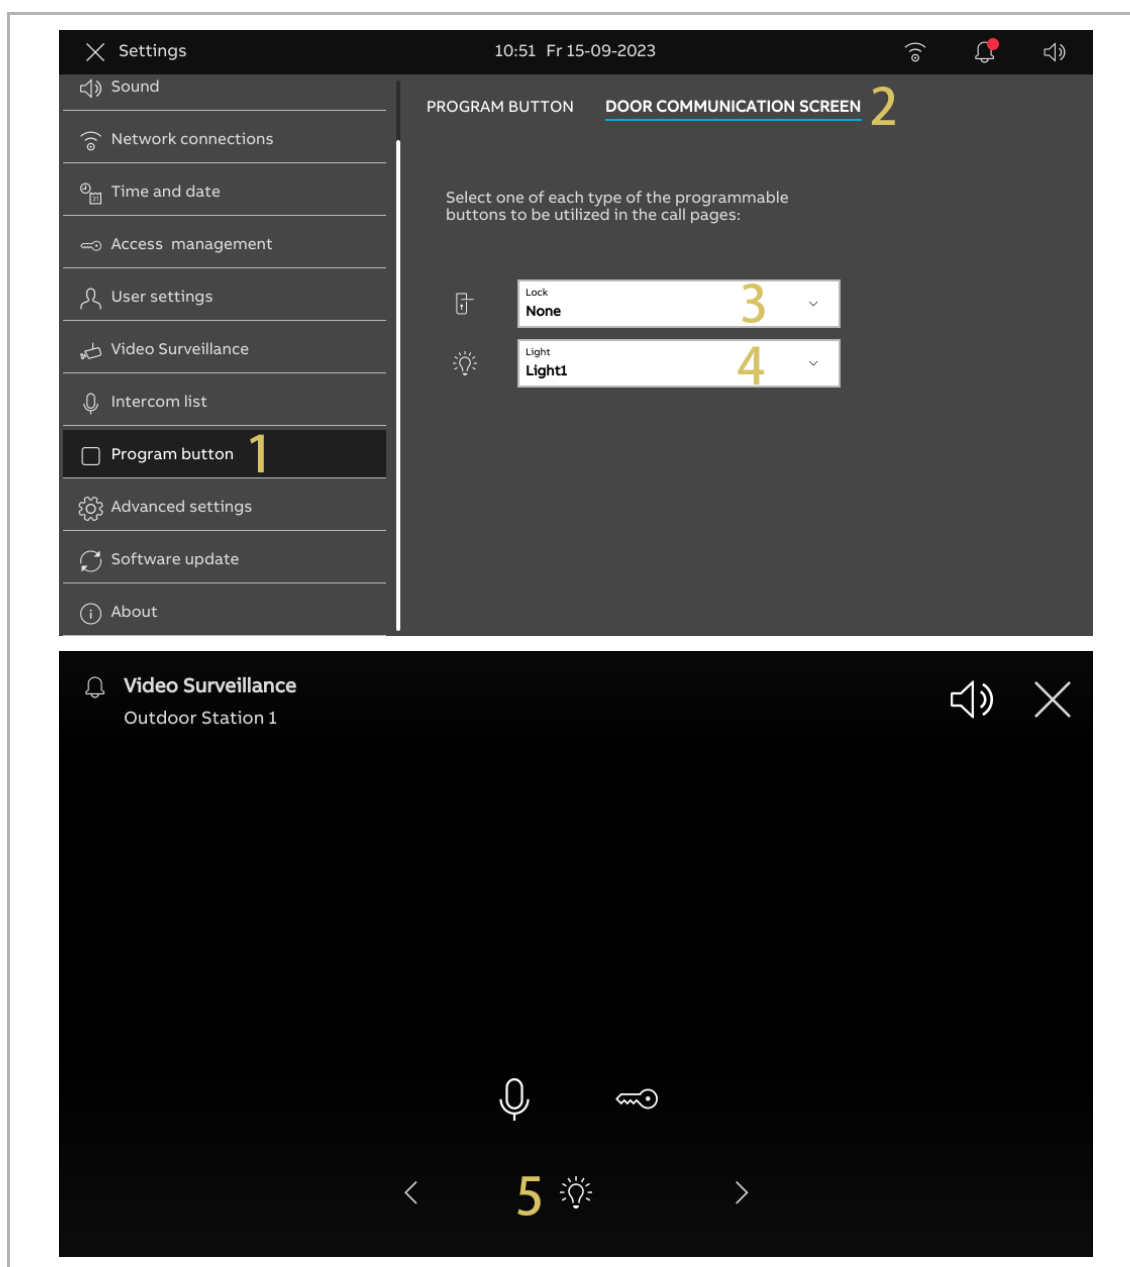 Settings
10:51 Fr 15-09-2023
Sound
Network connections
Time and date
31
Access management
User settings
Video Surveillance
Intercom list
Program button 1
Advanced settings
Software update
About
PROGRAM BUTTON
DOOR COMMUNICATION SCREEN 2
Select one of each type of the programmable
buttons to be utilized in the call pages:
Lock
None 3
Light
Light1 4
Video Surveillance
Outdoor Station 1
5